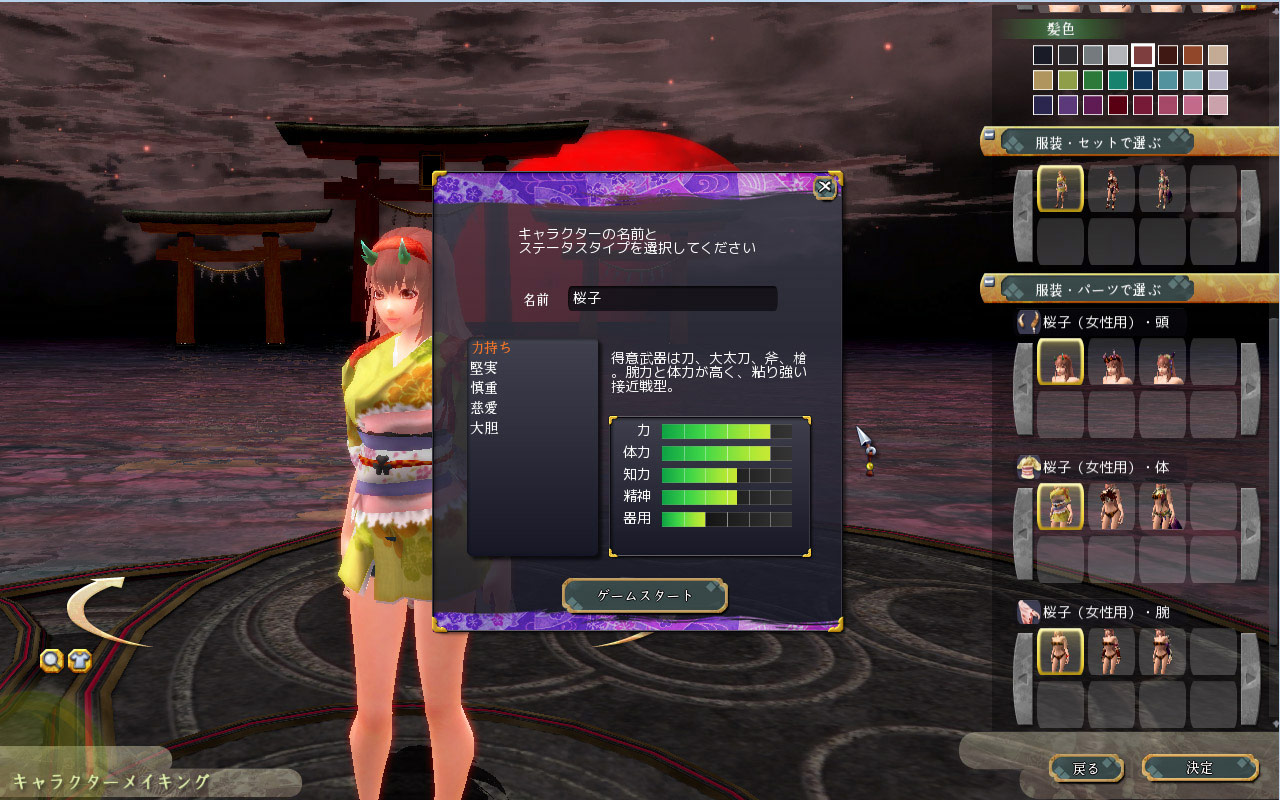 髪色
服装・セットで選ぶ
服装・パーツで選ぶ
桜子（女性用）・頭
桜子（女性用）・体
桜子（女性用）・腕
キャラクターの名前と
ステータスタイプを選択してください
名前
桜子
力持ち
堅実
慎重
慈愛
大胆
得意武器は刀、大太刀、斧、槍
。腕力と体力が高く、粘り強い
接近戦型。
力
体力
知力
精神
器用
ゲームスタート
キャラクターメイキング
戻る
決定